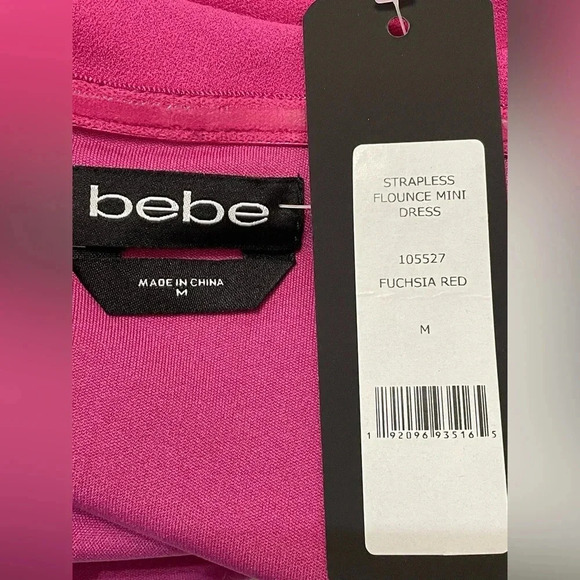 bebe
MADE IN CHINA
M
STRAPLESS
FLOUNCE MINI
DRESS
105527
FUCHSIA RED
M
1 92096 93516 5